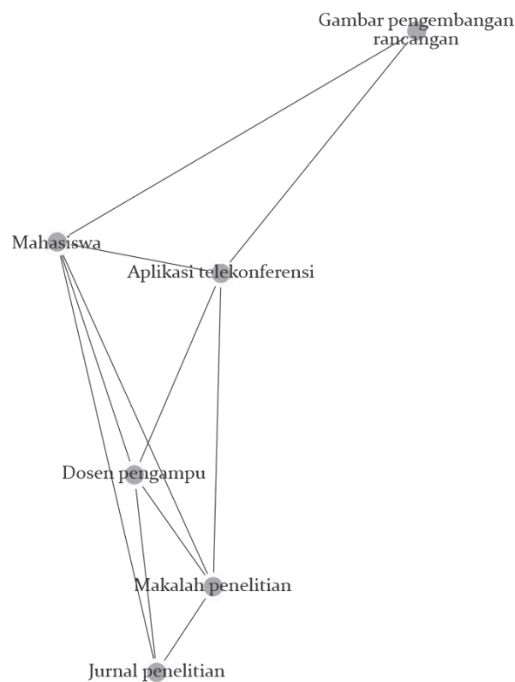 Gambar pengembangan
rancangan
Mahasiswa
Aplikasi telekonferensi
Dosen pengampu
Makalah penelitian
Jurnal penelitian